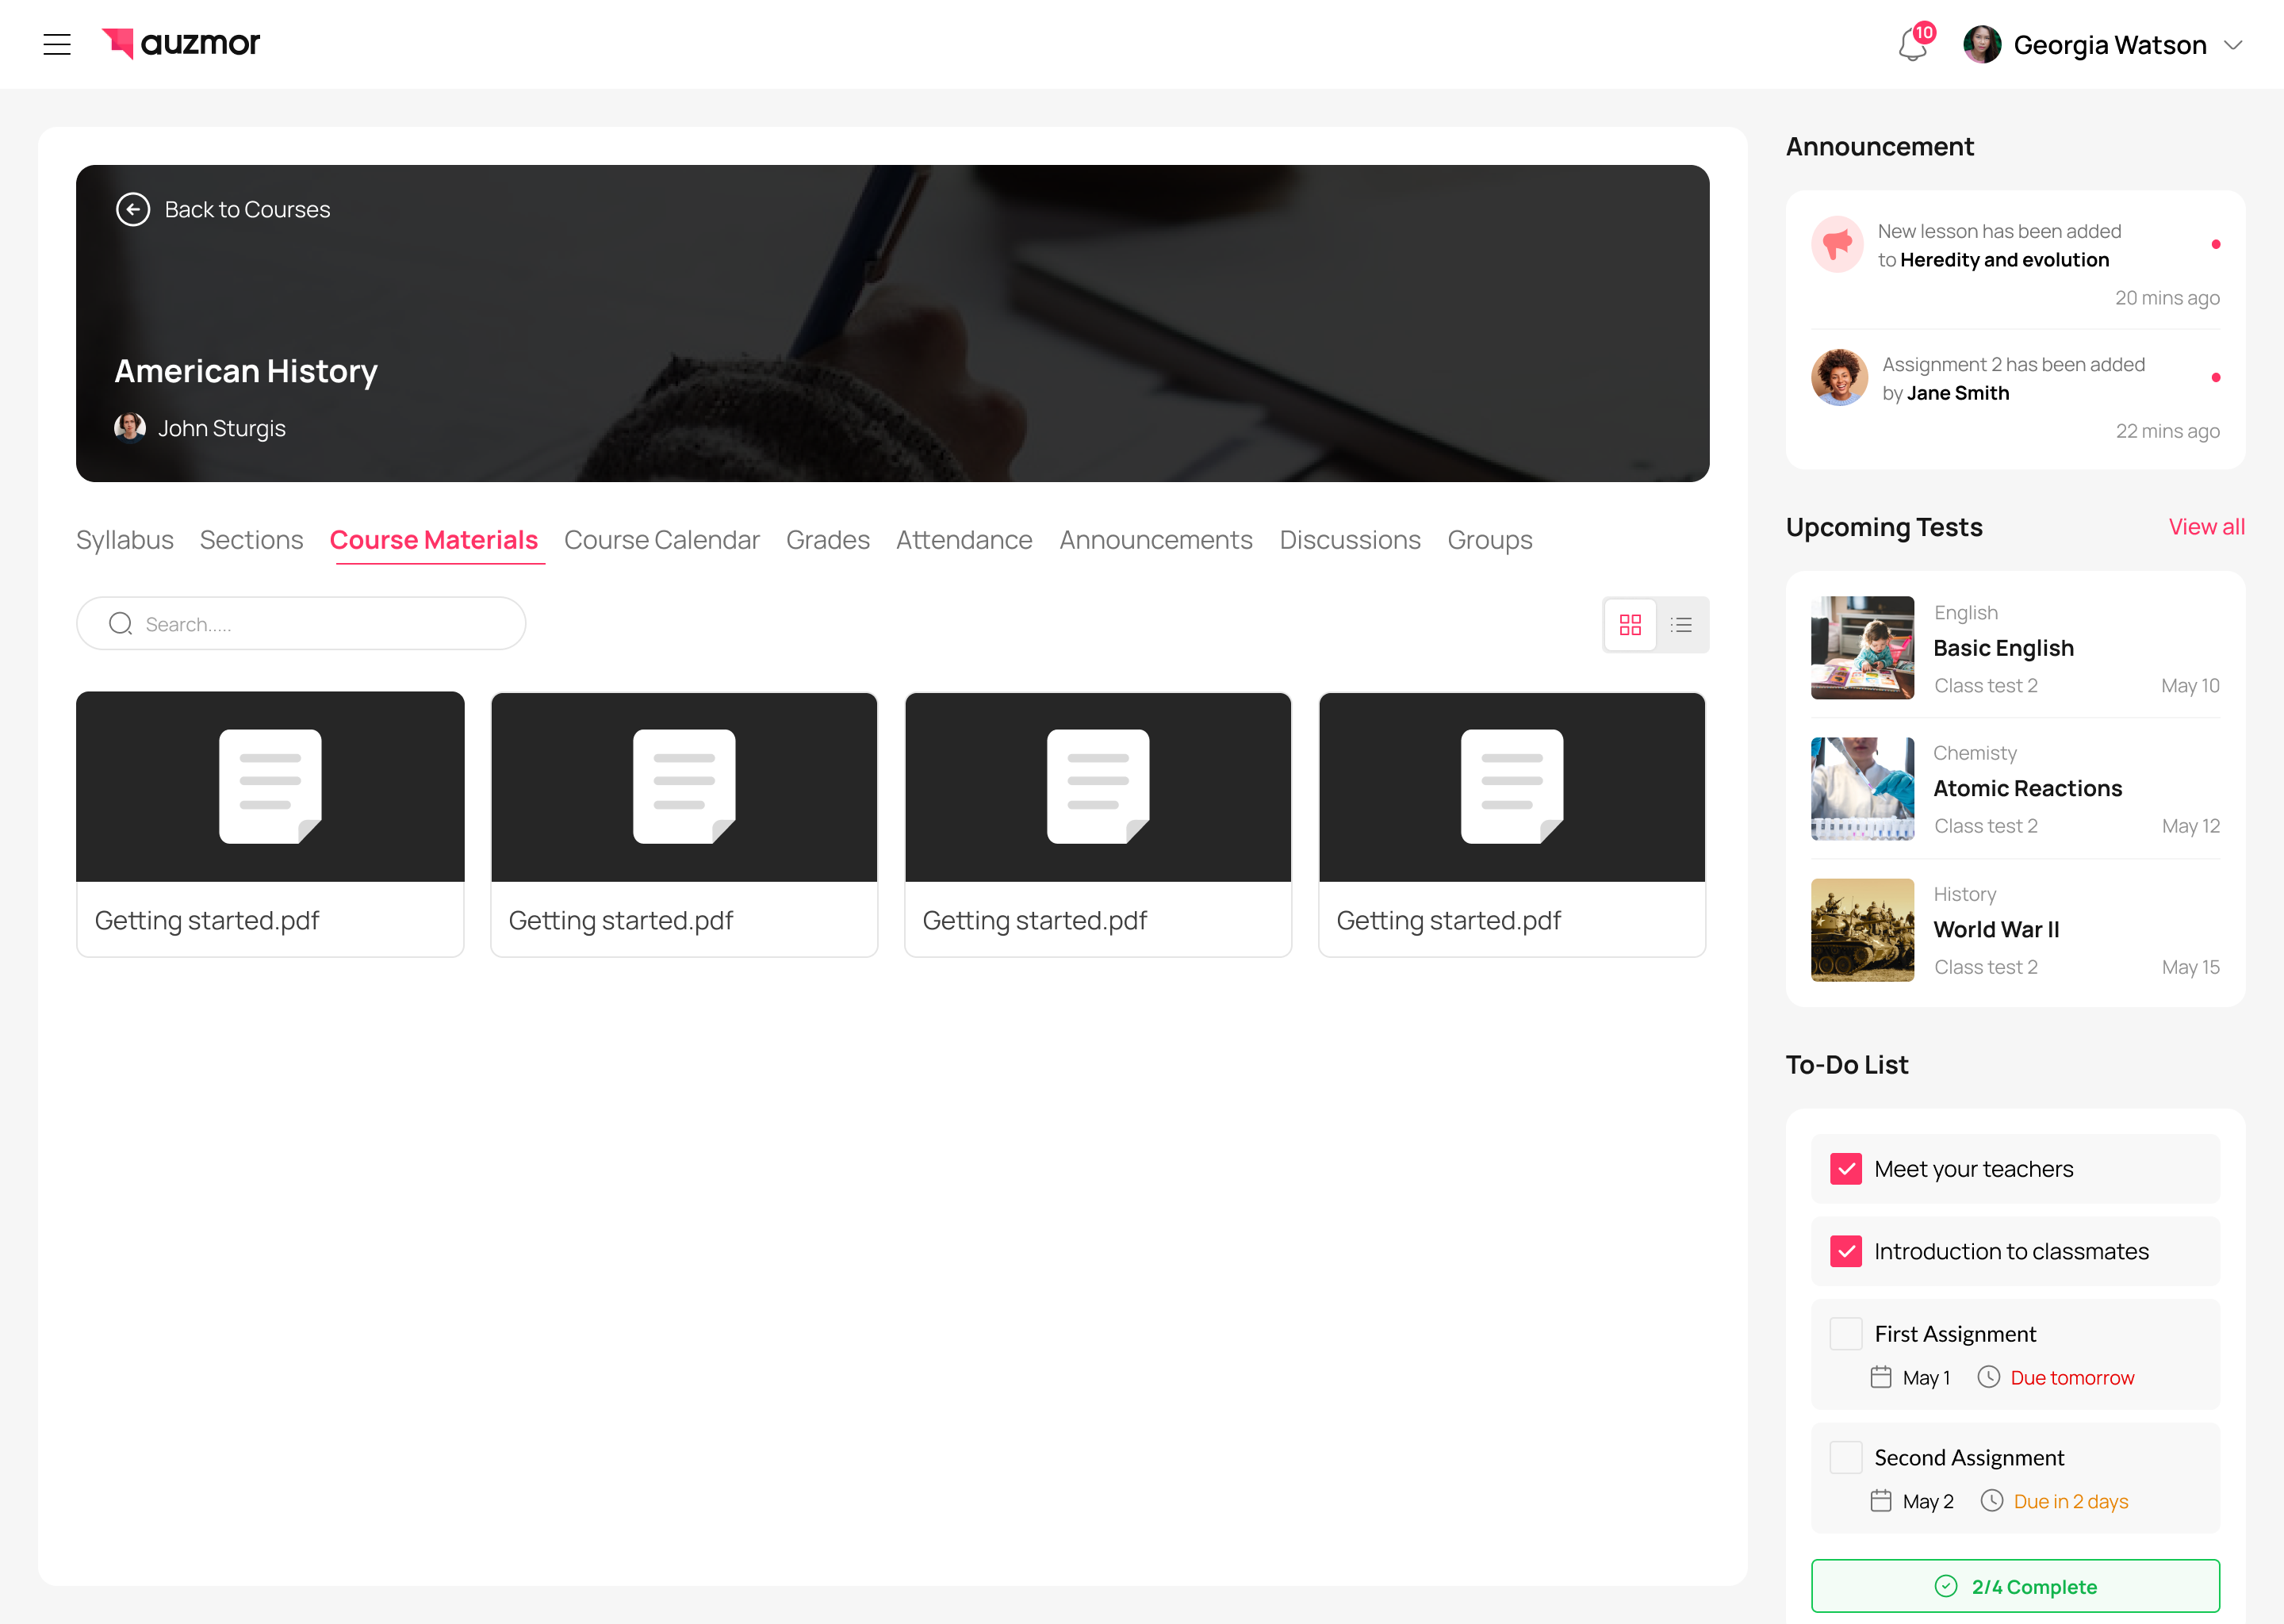 auzmor
10
Georgia Watson
Back to Courses
American History
John Sturgis
Syllabus Sections Course Materials Course Calendar Grades Attendance Announcements Discussions Groups
Search.....
Getting started.pdf
Getting started.pdf
Getting started.pdf
Getting started.pdf
Announcement
New lesson has been added
to Heredity and evolution
20 mins ago
Assignment 2 has been added
by Jane Smith
22 mins ago
Upcoming Tests View all
English
Basic English
Class test 2 May 10
Chemisty
Atomic Reactions
Class test 2 May 12
History
World War II
Class test 2 May 15
To-Do List
Meet your teachers
Introduction to classmates
First Assignment
May 1 Due tomorrow
Second Assignment
May 2 Due in 2 days
2/4 Complete